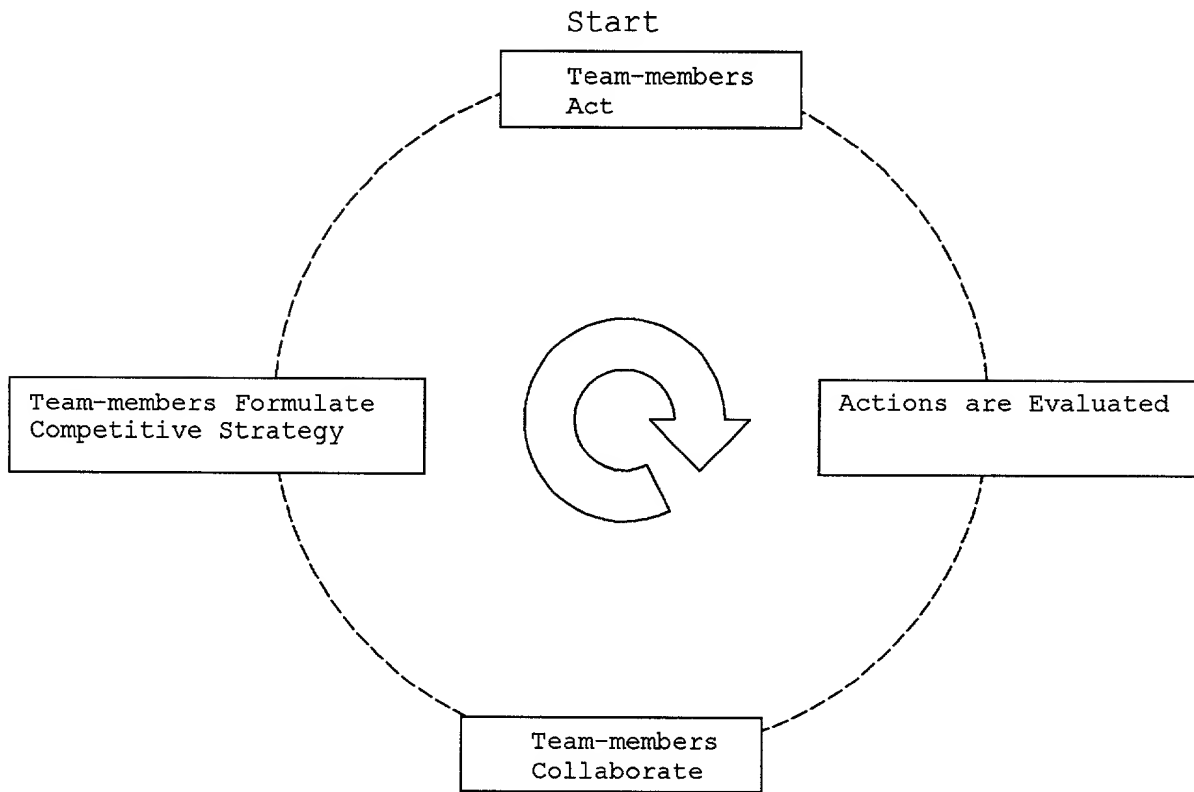 Start
Team-members
Act
Team-members Formulate
Competitive Strategy
Actions are Evaluated
Team-members
Collaborate